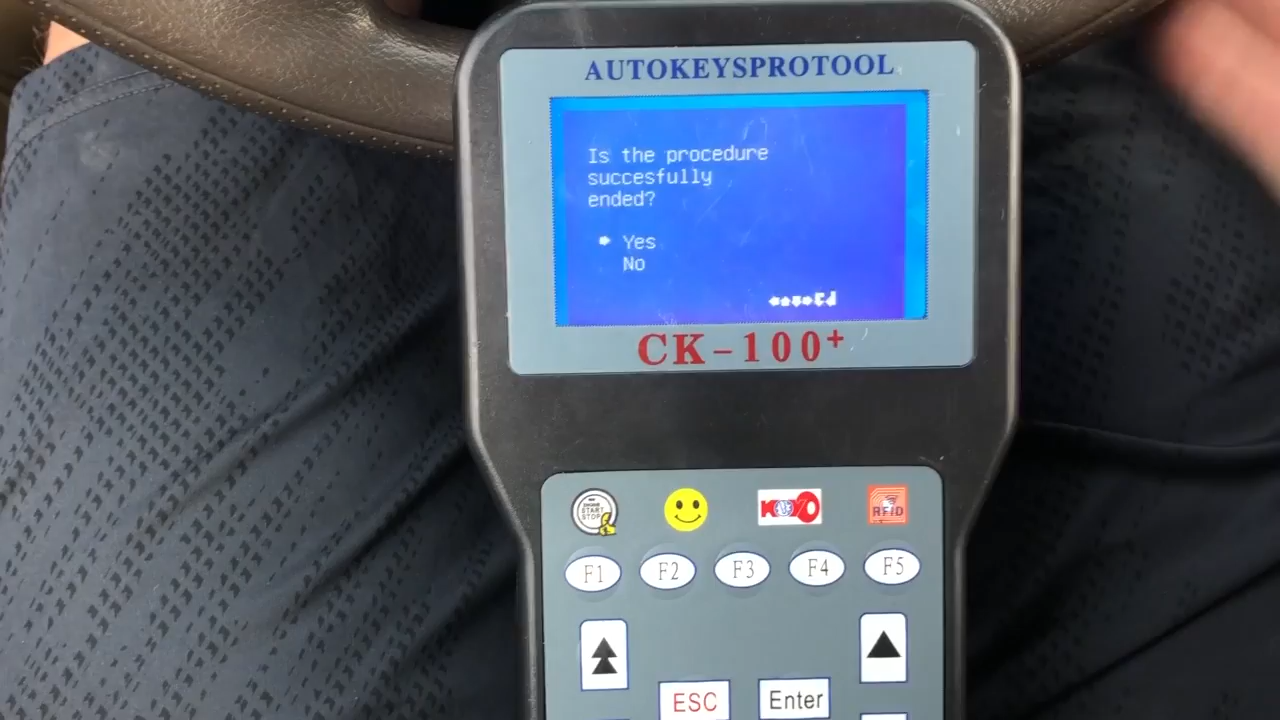 AUTOKEYSPROTOOL
Is the procedure
succesfully
ended?
Yes
No
CK-100+
ENGINE
START
STOP
RFID
F1 F2 F3 F4 F5
ESC Enter